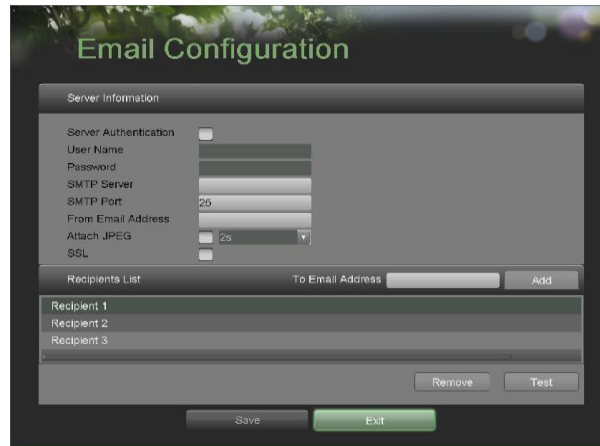 Email Configuration
Server Information
Server Authentication
User Name
Password
SMTP Server
SMTP Port 25
From Email Address
Attach JPEG 2s
SSL
Recipients List To Email Address Add
Recipient 1
Recipient 2
Recipient 3
Remove Test
Save Exit